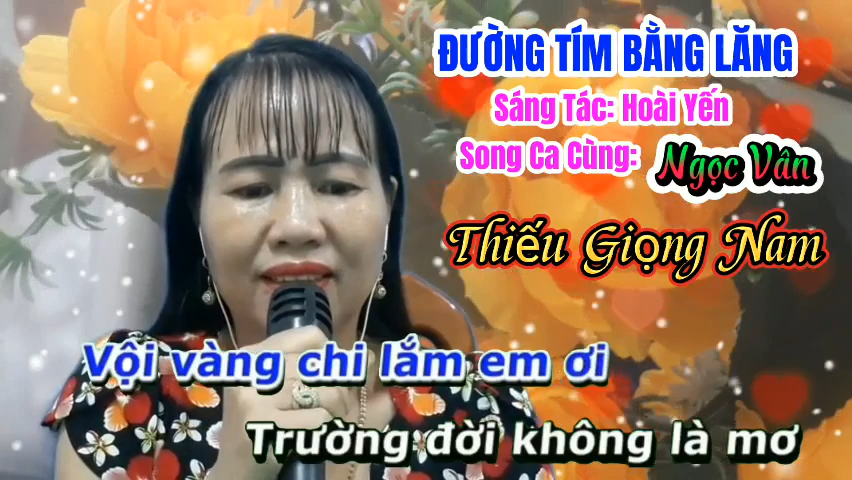 ĐƯỜNG TÍM BẰNG LĂNG
Sáng Tác: Hoài Yến
Song Ca Cùng: Ngọc Vân
Thiếu Giọng Nam
Vội vàng chi lắm em ơi
Trường đời không là mơ